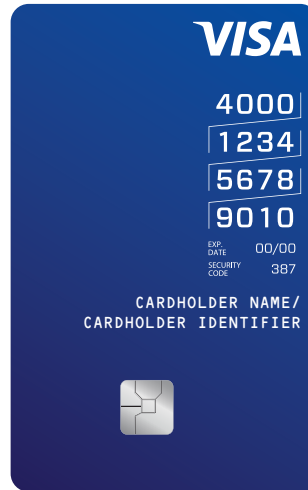 VISA
4000
1234
5678
9010
EXP. DATE 00/00
SECURITY CODE 387
CARDHOLDER NAME/
CARDHOLDER IDENTIFIER